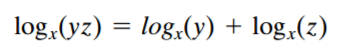 logₓ(yz) = logₓ(y) + logₓ(z)